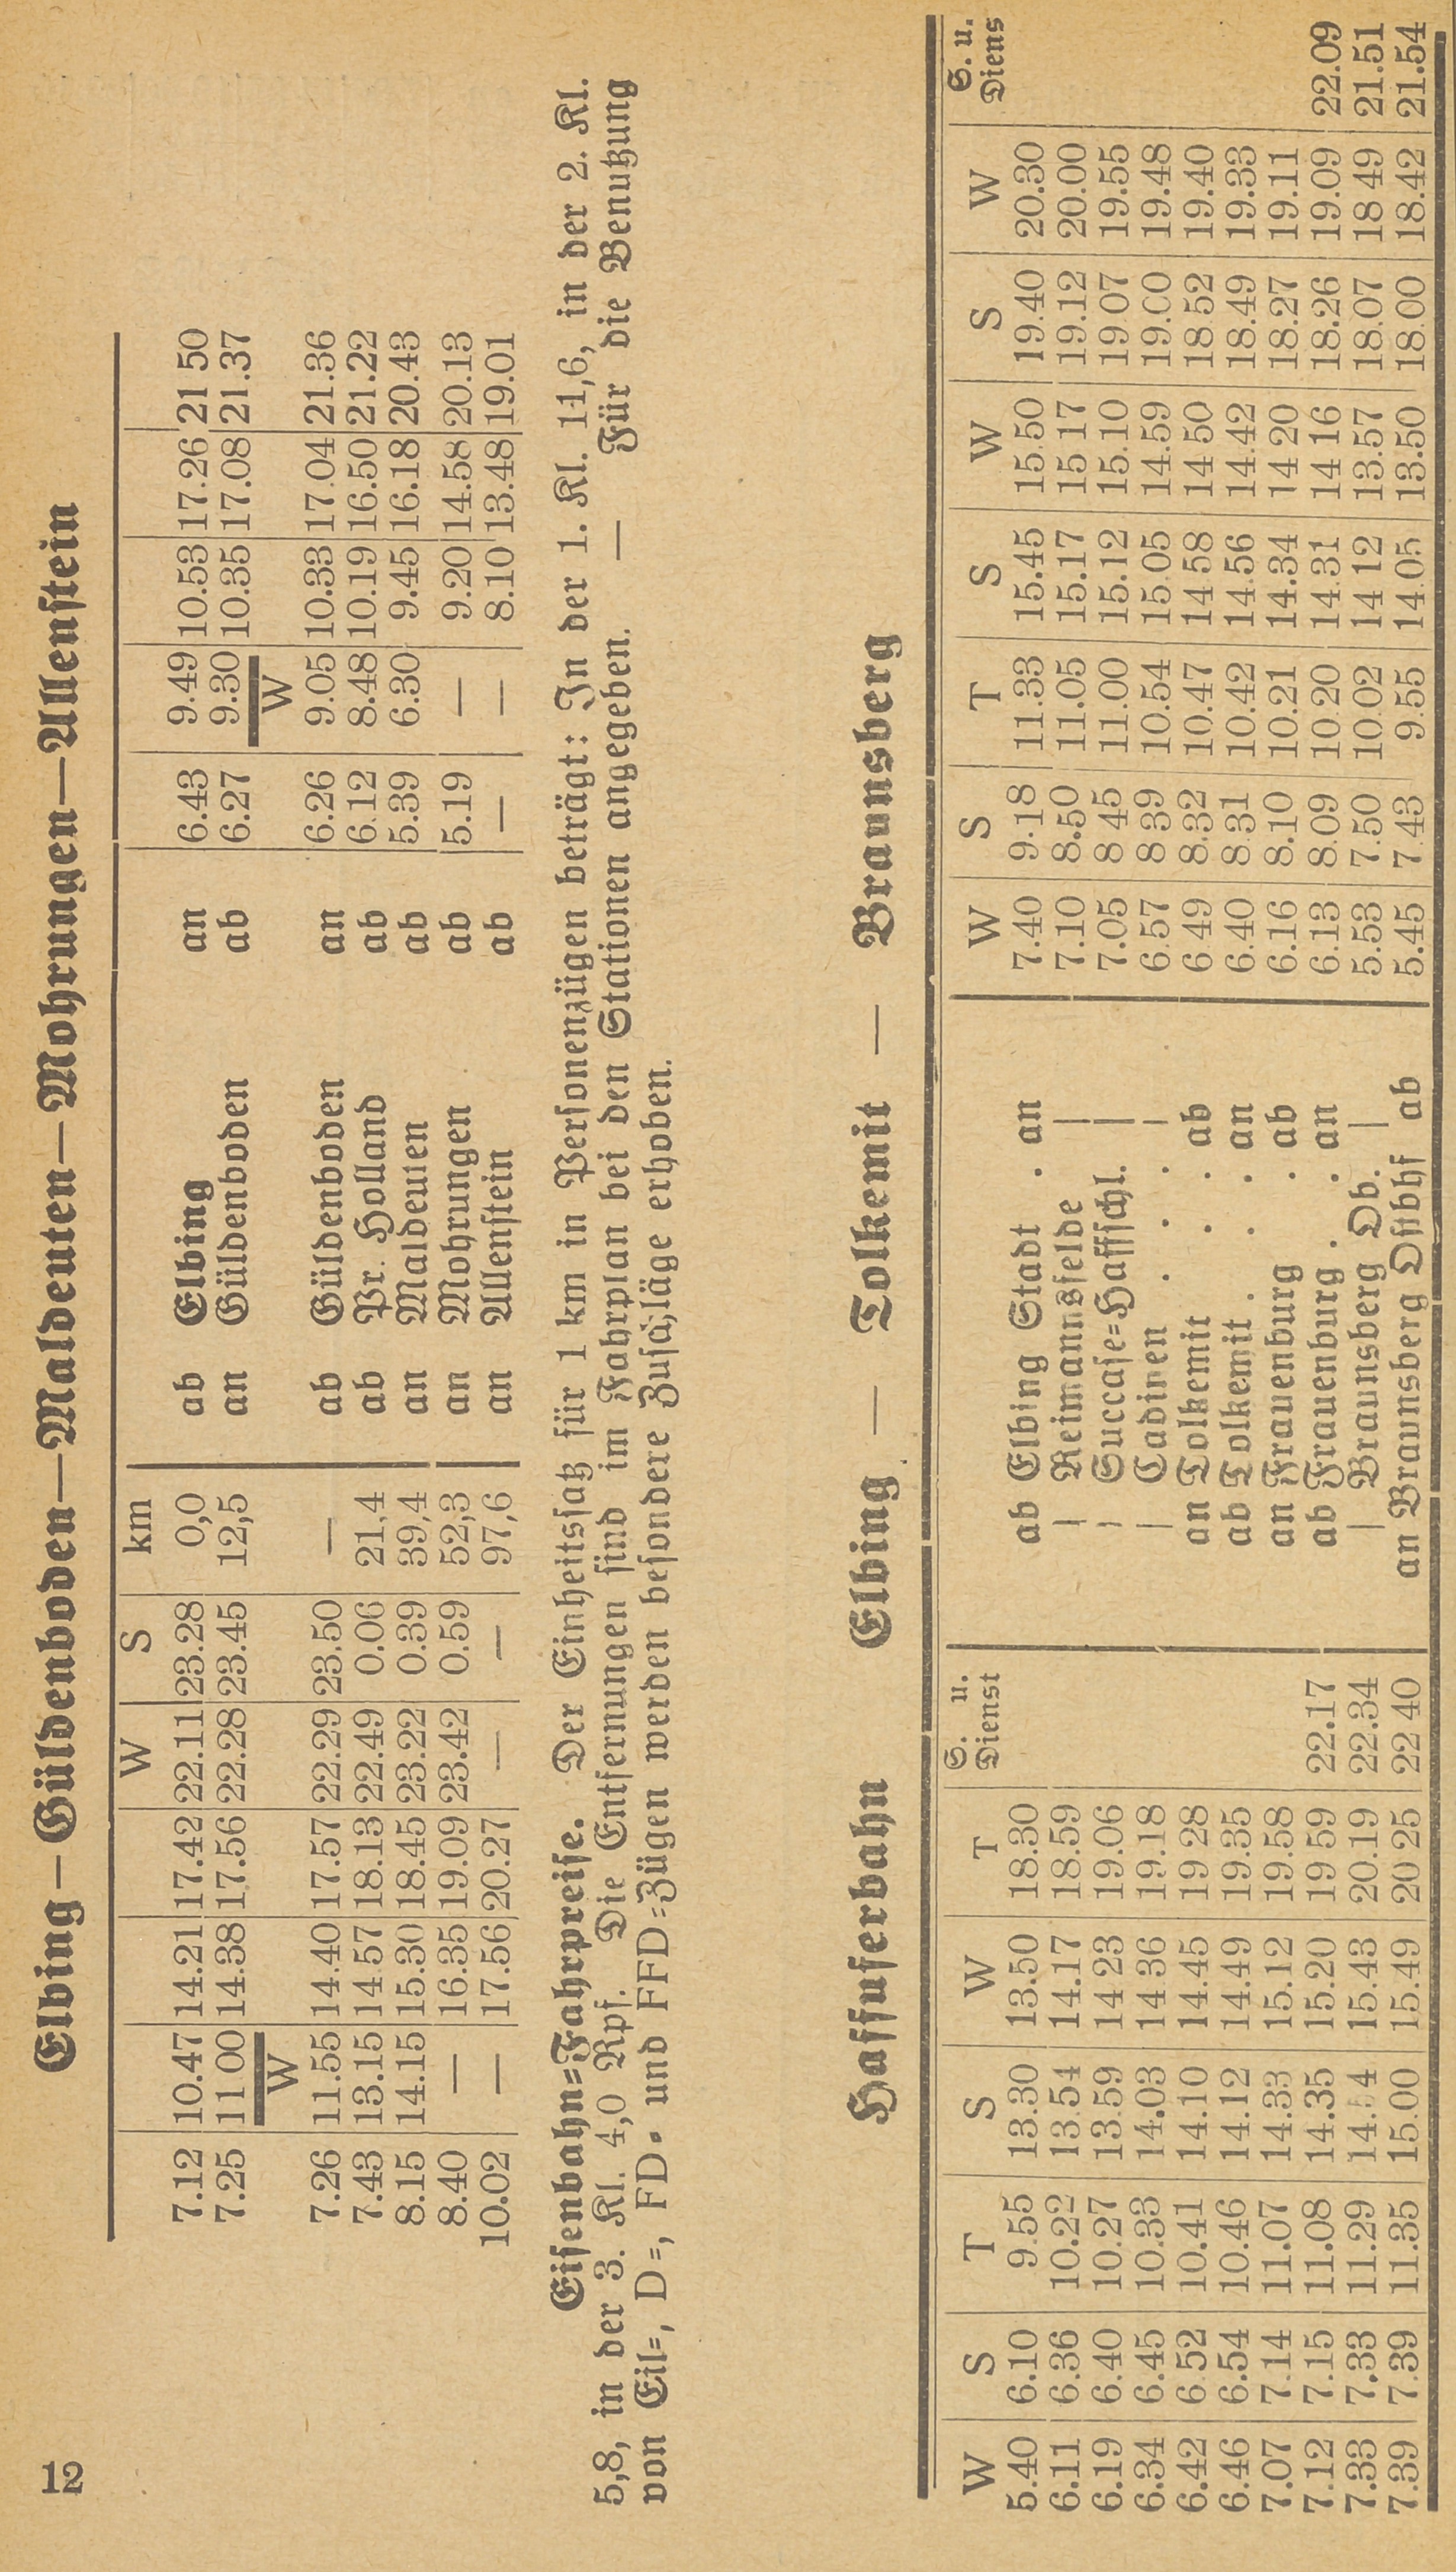 12
Elbing—Güldenboden—Maldeuten—Mohrungen—Allenstein
W S km
7.12 10.47 14.21 17.42 22.11 23.28 0,0 ab Elbing an 6.43 9.49 10.53 17.26 21 50
7.25 11 00 14.38 17.56 22.28 23.45 12,5 an Güldenboden ab 6.27 9.30 10.35 17.08 21.37
W W
7.26 11.55 14.40 17.57 22.29 23.50 — ab Güldenboden an 6.26 9.05 10.33 17.04 21.36
7.43 13.15 14 57 18.13 22.49 0.06 21,4 ab Pr. Holland ab 6.12 8.48 10.19 16.50 21.22
8.15 14.15 15.30 18.45 23.22 0.39 39,4 an Maldeuten ab 5.39 6.30 9.45 16.18 20.43
8.40 — 16.35 19.09 23.42 0.59 52,3 an Mohrungen ab 5.19 — 9.20 14.58 20.13
10.02 — 17.56 20.27 — — 97,6 an Allenstein ab — — 8.10 13.48 19.01
Eisenbahn=Fahrpreise. Der Einheitssatz für 1 km in Personenzügen beträgt: In der 1. Kl. 11,6, in der 2. Kl.
5,8, in der 3. Kl. 4,0 Rpf. Die Entfernungen sind im Fahrplan bei den Stationen angegeben. — Für die Benutzung
von Eil=, D=, FD= und FFD=Zügen werden besondere Zuschläge erhoben.
Haffuferbahn Elbing — Tolkemit — Braunsberg
W S T S W T S. u. Dienst W S T S W S W S. u. Diens
5.40 6.10 9.55 13.30 13.50 18.30 ab Elbing Stadt . an 7.40 9.18 11.33 15.45 15.50 19.40 20.30
6.11 6.36 10.22 13.54 14.17 18.59 | Reimannsfelde | 7.10 8.50 11.05 15.17 15 17 19.12 20.00
6.19 6.40 10.27 13.59 14 23 19.06 | Succase=Haffschl. | 7.05 8 45 11.00 15.12 15.10 19 07 19.55
6.34 6.45 10.33 14.03 14 36 19.18 | Cadinen . . . | 6.57 8 39 10.54 15.05 14.59 19.00 19.48
6.42 6 52 10.41 14.10 14.45 19 28 an Tolkemit . . ab 6 49 8.32 10.47 14 58 14 50 18 52 19.40
6.46 6.54 10.46 14.12 14.49 19.35 ab Tolkemit . . . an 6.40 8.31 10.42 14.56 14.42 18.49 19.33
7.07 7.14 11.07 14.33 15.12 19.58 an Frauenburg . ab 6.16 8.10 10.21 14.34 14 20 18.27 19.11
7.12 7.15 11.08 14.35 15.20 19 59 22.17 ab Frauenburg . . an 6.13 8.09 10.20 14.31 14 16 18.26 19.09 22.09
7.33 7.33 11.29 15.43 20.19 22.34 | Braunsberg Ob. | 5.53 7.50 10.02 14 12 13.57 18.07 18 49 21.51
7.39 7.39 11.35 15.00 15.49 20 25 22 40 an Braunsberg Ostbhf ab 5.45 7 43 9.55 14.05 13.50 18.00 18.42 21.54